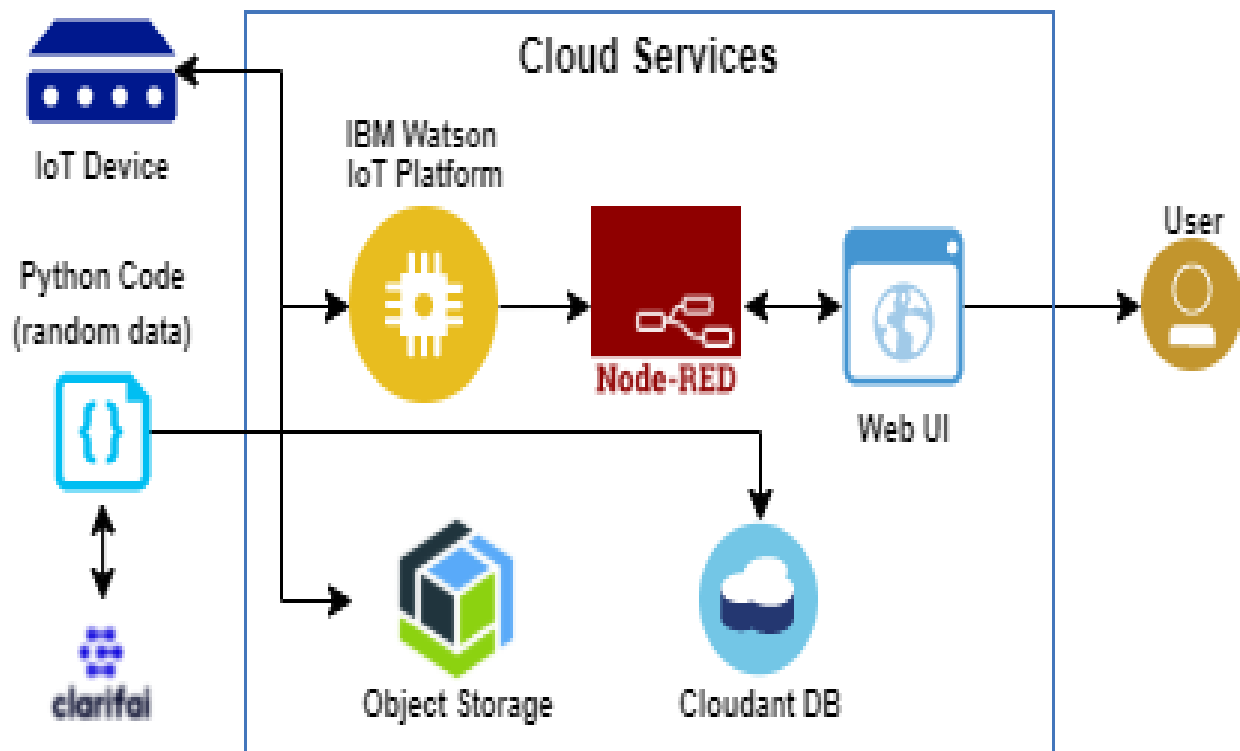 Cloud Services
IoT Device
IBM Watson
IoT Platform
User
Python Code
(random data)
Node-RED
Web UI
{}
clarifai
Object Storage
Cloudant DB